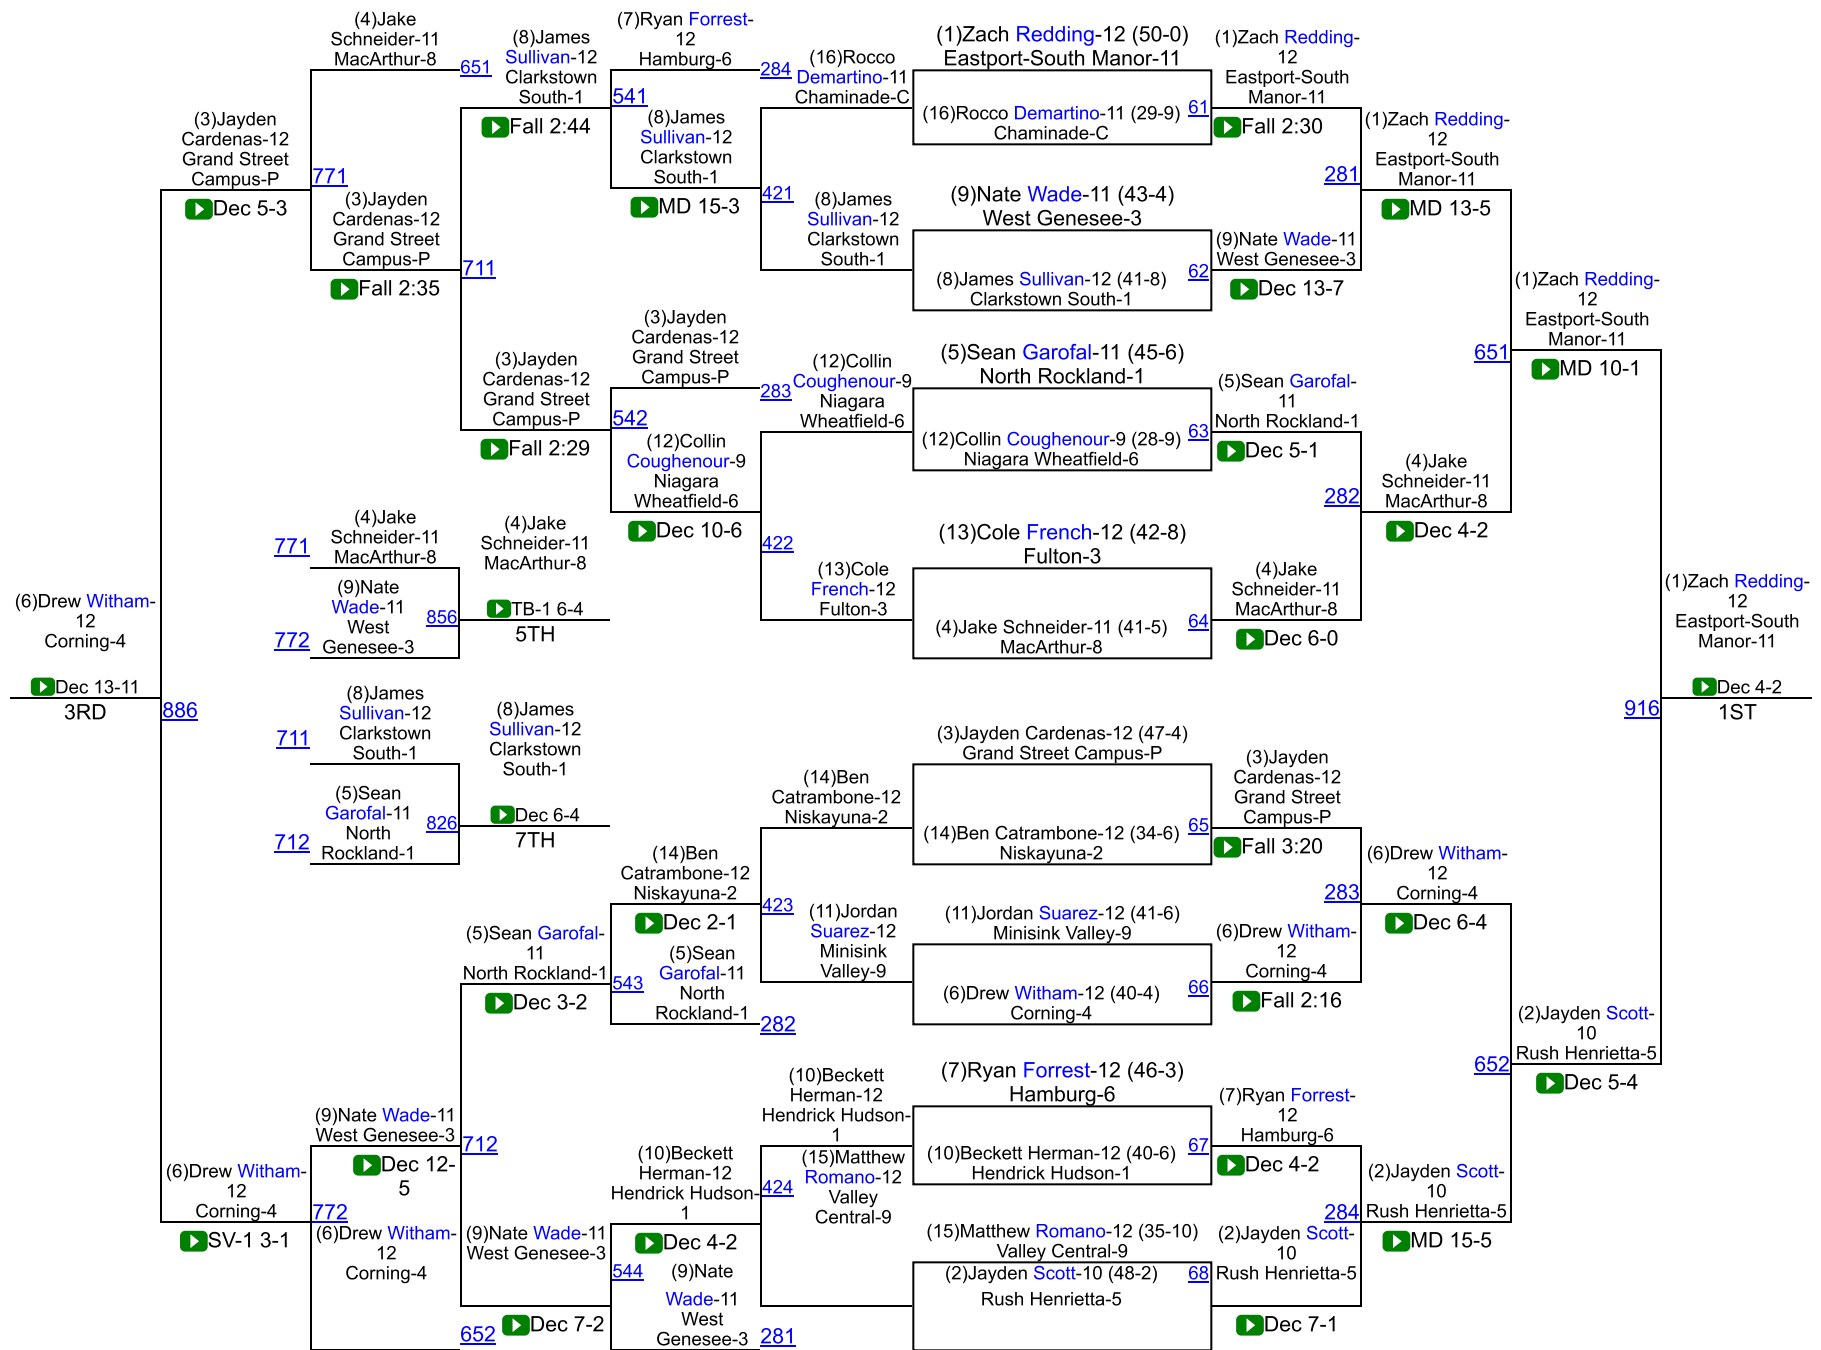 (4)Jake
Schneider-11
MacArthur-8
651
(3)Jayden
Cardenas-12
Grand Street
Campus-P
Dec 5-3
771
(3)Jayden
Cardenas-12
Grand Street
Campus-P
Fall 2:35
(8)James
Sullivan-12
Clarkstown
South-1
Fall 2:44
541
711
(3)Jayden
Cardenas-12
Grand Street
Campus-P
Fall 2:29
542
(7)Ryan Forrest-
12
Hamburg-6
284
(8)James
Sullivan-12
Clarkstown
South-1
MD 15-3
421
(3)Jayden
Cardenas-12
Grand Street
Campus-P
283
(12)Collin
Coughenour-9
Niagara
Wheatfield-6
Dec 10-6
422
(16)Rocco
Demartino-11
Chaminade-C
(8)James
Sullivan-12
Clarkstown
South-1
(12)Collin
Coughenour-9
Niagara
Wheatfield-6
(13)Cole
French-12
Fulton-3
(1)Zach Redding-12 (50-0)
Eastport-South Manor-11
(16)Rocco Demartino-11 (29-9)
Chaminade-C
61
(9)Nate Wade-11 (43-4)
West Genesee-3
(8)James Sullivan-12 (41-8)
Clarkstown South-1
62
(5)Sean Garofal-11 (45-6)
North Rockland-1
(12)Collin Coughenour-9 (28-9)
Niagara Wheatfield-6
63
(13)Cole French-12 (42-8)
Fulton-3
(4)Jake Schneider-11 (41-5)
MacArthur-8
64
(1)Zach Redding-
12
Eastport-South
Manor-11
Fall 2:30
281
(9)Nate Wade-11
West Genesee-3
Dec 13-7
(5)Sean Garofal-
11
North Rockland-1
Dec 5-1
282
(4)Jake
Schneider-11
MacArthur-8
Dec 6-0
(1)Zach Redding-
12
Eastport-South
Manor-11
MD 13-5
651
(4)Jake
Schneider-11
MacArthur-8
Dec 4-2
(1)Zach Redding-
12
Eastport-South
Manor-11
MD 10-1
(1)Zach Redding-
12
Eastport-South
Manor-11
Dec 4-2
1ST
916
771
(4)Jake
Schneider-11
MacArthur-8
772
(9)Nate
Wade-11
West
Genesee-3
856
(4)Jake
Schneider-11
MacArthur-8
TB-1 6-4
5TH
(6)Drew Witham-
12
Corning-4
Dec 13-11
3RD
886
711
(8)James
Sullivan-12
Clarkstown
South-1
712
(5)Sean
Garofal-11
North
Rockland-1
826
(8)James
Sullivan-12
Clarkstown
South-1
Dec 6-4
7TH
(14)Ben
Catrambone-12
Niskayuna-2
Dec 2-1
423
(5)Sean Garofal-
11
North Rockland-1
Dec 3-2
543
(5)Sean
Garofal-11
North
Rockland-1
282
(14)Ben
Catrambone-12
Niskayuna-2
(11)Jordan
Suarez-12
Minisink
Valley-9
(3)Jayden Cardenas-12 (47-4)
Grand Street Campus-P
(14)Ben Catrambone-12 (34-6)
Niskayuna-2
65
(11)Jordan Suarez-12 (41-6)
Minisink Valley-9
(6)Drew Witham-12 (40-4)
Corning-4
66
(3)Jayden
Cardenas-12
Grand Street
Campus-P
Fall 3:20
283
(6)Drew Witham-
12
Corning-4
Fall 2:16
(6)Drew Witham-
12
Corning-4
Dec 6-4
652
(2)Jayden Scott-
10
Rush Henrietta-5
Dec 5-4
(9)Nate Wade-11
West Genesee-3
Dec 12-
5
712
(6)Drew Witham-
12
Corning-4
SV-1 3-1
772
(6)Drew Witham-
12
Corning-4
652
(9)Nate Wade-11
West Genesee-3
Dec 7-2
544
(10)Beckett
Herman-12
Hendrick Hudson-
1
Dec 4-2
424
(9)Nate
Wade-11
West
Genesee-3
281
(10)Beckett
Herman-12
Hendrick Hudson-
1
(15)Matthew
Romano-12
Valley
Central-9
(7)Ryan Forrest-12 (46-3)
Hamburg-6
(10)Beckett Herman-12 (40-6)
Hendrick Hudson-1
67
(15)Matthew Romano-12 (35-10)
Valley Central-9
(2)Jayden Scott-10 (48-2)
Rush Henrietta-5
68
(7)Ryan Forrest-
12
Hamburg-6
Dec 4-2
284
(2)Jayden Scott-
10
Rush Henrietta-5
Dec 7-1
(2)Jayden Scott-
10
Rush Henrietta-5
MD 15-5